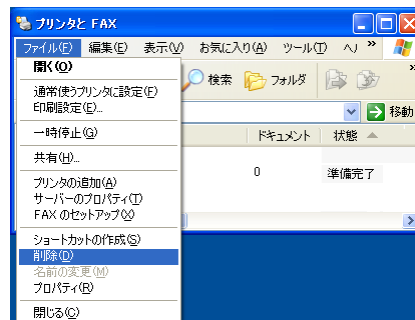 プリンタと FAX
ファイル(F) 編集(E) 表示(V) お気に入り(A) ツール(T) ヘ »
開く(O)
検索 フォルダ »
通常使うプリンタに設定(F)
印刷設定(E)...
移動
一時停止(G)
ドキュメント 状態
共有(H)...
0 準備完了
プリンタの追加(A)
サーバーのプロパティ(T)
FAX のセットアップ(X)
ショートカットの作成(S)
削除(D)
名前の変更(M)
プロパティ(R)
閉じる(C)